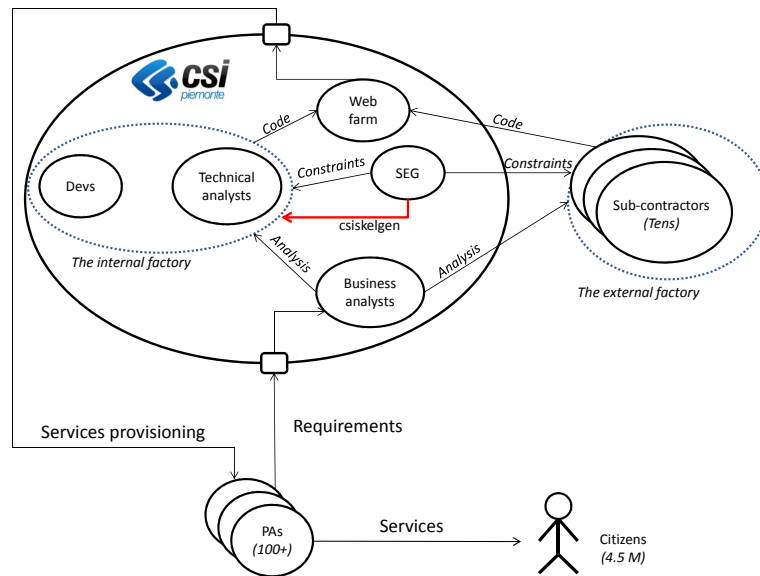 csi
piemonte
Web
farm
Code
Code
Devs
Technical
analysts
Constraints
SEG
Constraints
csiskelgen
Sub-contractors
(Tens)
The internal factory
Analysis
Business
analysts
Analysis
The external factory
Services provisioning
Requirements
PAs
(100+)
Services
Citizens
(4.5 M)